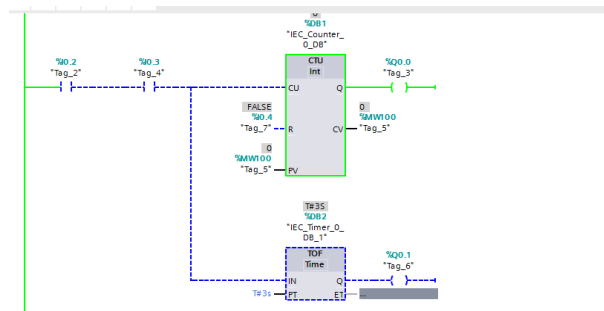 0
%DB1
"IEC_Counter_
0_DB"
%I0.2
"Tag_2"
%I0.3
"Tag_4"
CTU
Int
%Q0.0
"Tag_3"
CU
Q
FALSE
%I0.4
"Tag_7"
R
CV
0
%MW100
"Tag_5"
0
%MW100
"Tag_5"
PV
T#3S
%DB2
"IEC_Timer_0_
DB_1"
TOF
Time
%Q0.1
"Tag_6"
IN
Q
T#3s
PT
ET
...